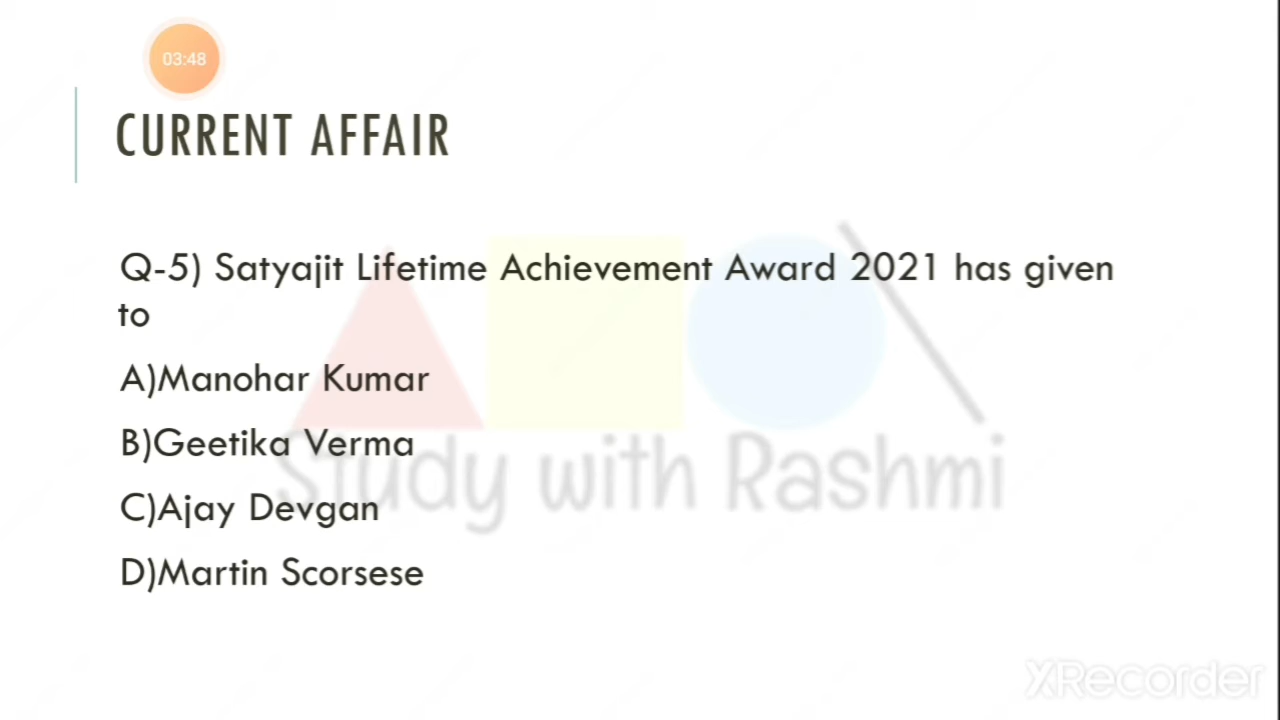 03:48
CURRENT AFFAIR
Q-5) Satyajit Lifetime Achievement Award 2021 has given
to
A)Manohar Kumar
B)Geetika Verma
C)Ajay Devgan
D)Martin Scorsese
Study with Rashmi
XRecorder